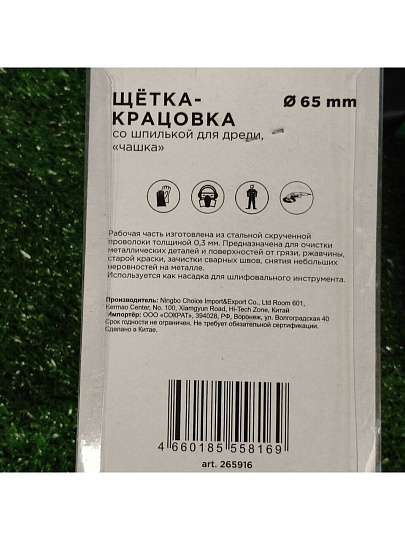 ЩЁТКА-
КРАЦОВКА
Ø 65 mm
со шпилькой для дрели,
«чашка»
Рабочая часть изготовлена из стальной скрученной
проволоки толщиной 0,3 мм. Предназначена для очистки
металлических деталей и поверхностей от грязи, ржавчины,
старой краски, зачистки сварных швов, снятия небольших
неровностей на металле.
Используется как насадка для шлифовального инструмента.
Производитель: Ningbo Choice Import&Export Co., Ltd Room 601,
Kermao Center, No. 100, Xiangyun Road, Hi-Tech Zone, Китай
Импортёр: ООО «СОКРАТ», 394028, РФ, Воронеж, ул. Волгоградская 40
Срок годности не ограничен. Не требует обязательной сертификации.
Сделано в Китае.
4 660185 558169
art. 265916